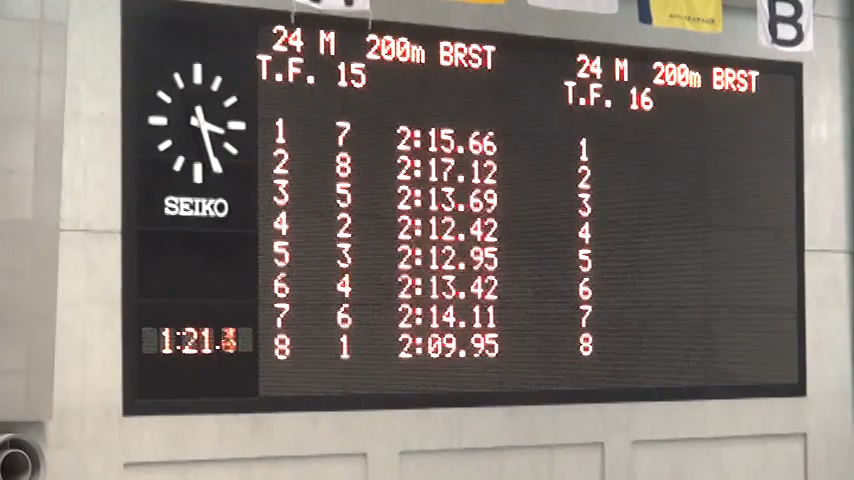 B
24 M 200m BRST
T.F. 15
1 7 2:15.66
2 8 2:17.12
3 5 2:13.69
4 2 2:12.42
5 3 2:12.95
6 4 2:13.42
7 6 2:14.11
8 1 2:09.95
24 M 200m BRST
T.F. 16
1
2
3
4
5
6
7
8
SEIKO
1:21.